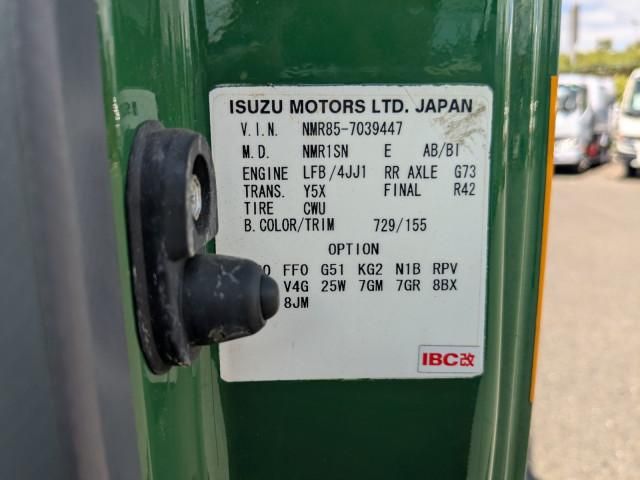 ISUZU MOTORS LTD. JAPAN
V.I.N. NMR85-7039447
M.D. NMR1SN E AB/BI
ENGINE LFB/4JJ1 RR AXLE G73
TRANS. Y5X FINAL R42
TIRE CWU
B.COLOR/TRIM 729/155
OPTION
FFO G51 KG2 N1B RPV
V4G 25W 7GM 7GR 8BX
8JM
IBC改